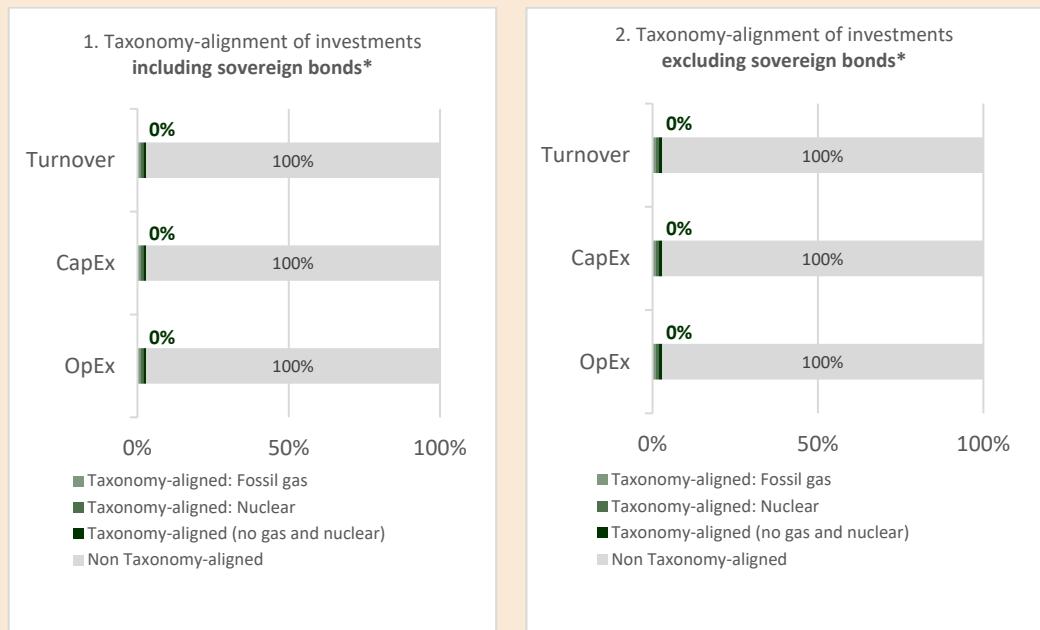 1. Taxonomy-alignment of investments
including sovereign bonds*
0%
Turnover
100%
0%
CapEx
100%
0%
OpEx
100%
0%
50%
100%
Taxonomy-aligned: Fossil gas
Taxonomy-aligned: Nuclear
Taxonomy-aligned (no gas and nuclear)
Non Taxonomy-aligned
2. Taxonomy-alignment of investments
excluding sovereign bonds*
0%
Turnover
100%
0%
CapEx
100%
0%
OpEx
100%
0%
50%
100%
Taxonomy-aligned: Fossil gas
Taxonomy-aligned: Nuclear
Taxonomy-aligned (no gas and nuclear)
Non Taxonomy-aligned